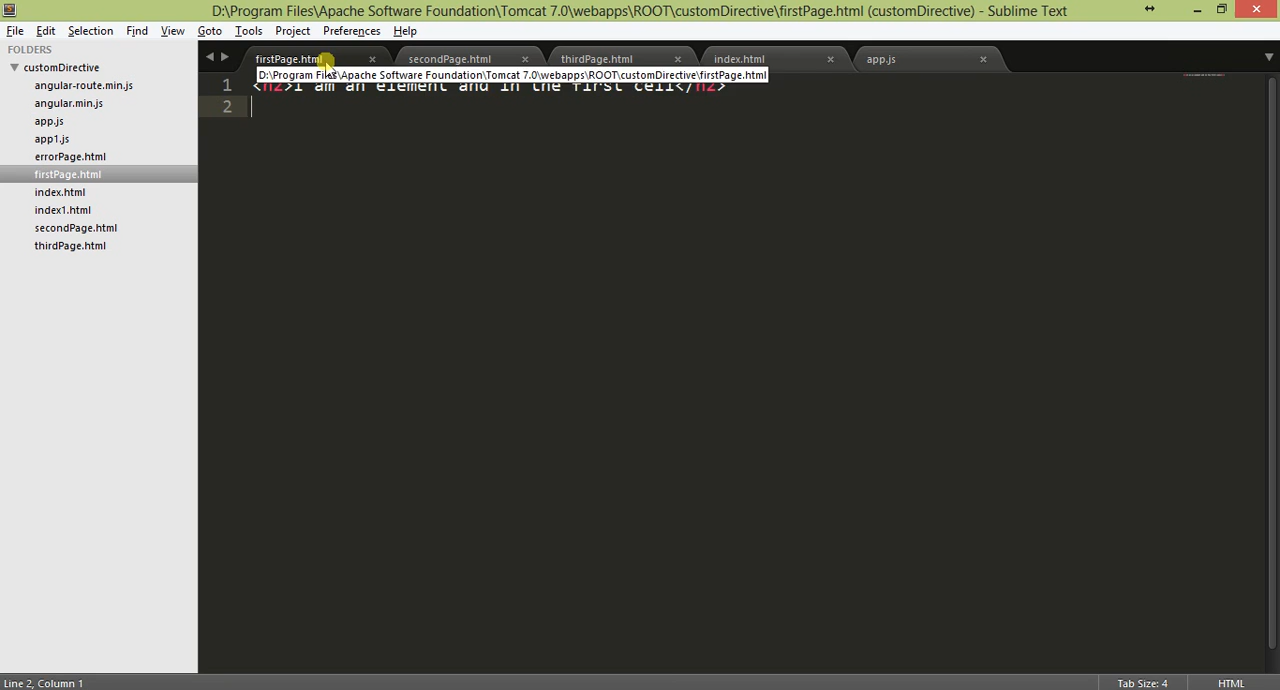 D:\Program Files\Apache Software Foundation\Tomcat 7.0\webapps\ROOT\customDirective\firstPage.html (customDirective) - Sublime Text
File Edit Selection Find View Goto Tools Project Preferences Help
FOLDERS
customDirective
angular-route.min.js
angular.min.js
app.js
app1.js
errorPage.html
firstPage.html
index.html
index1.html
secondPage.html
thirdPage.html
firstPage.html secondPage.html thirdPage.html index.html app.js
D:\Program Files\Apache Software Foundation\Tomcat 7.0\webapps\ROOT\customDirective\firstPage.html
1 <h2>i am an element and in the first cell</h2>
2
Line 2, Column 1 Tab Size: 4 HTML